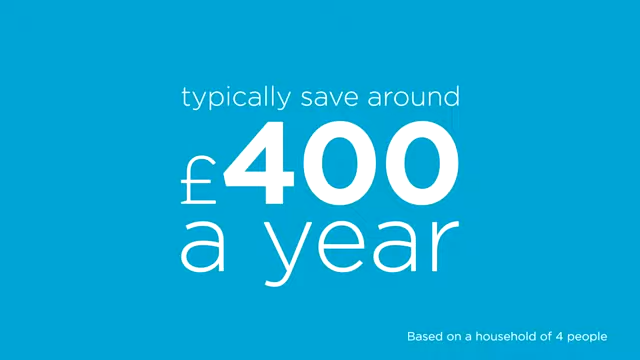 typically save around
£400
a year
Based on a household of 4 people